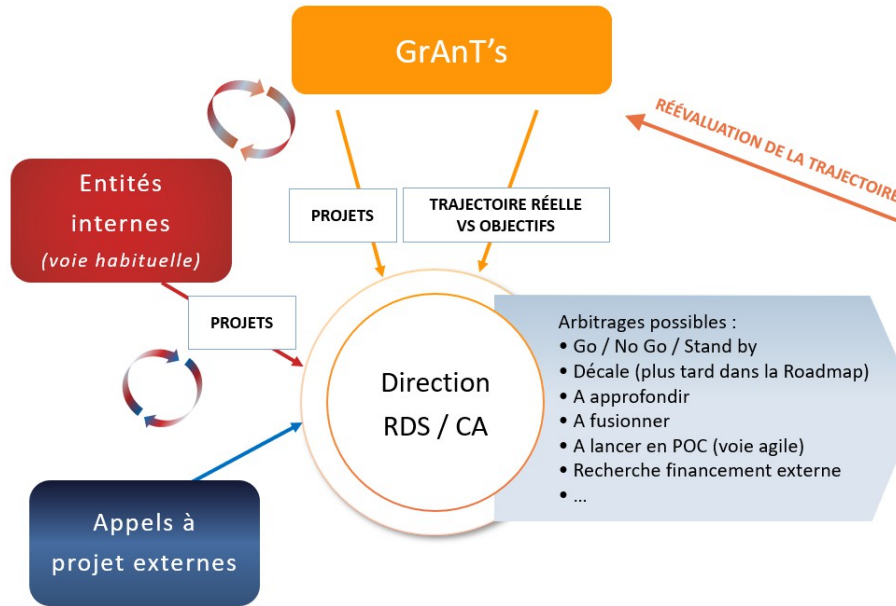 GrAnT's
RÉÉVALUATION DE LA TRAJECTOIRE
Entités
internes
(voie habituelle)
PROJETS
TRAJECTOIRE RÉELLE
VS OBJECTIFS
PROJETS
Direction
RDS / CA
Arbitrages possibles :
• Go / No Go / Stand by
• Décale (plus tard dans la Roadmap)
• A approfondir
• A fusionner
• A lancer en POC (voie agile)
• Recherche financement externe
• ...
Appels à
projet externes